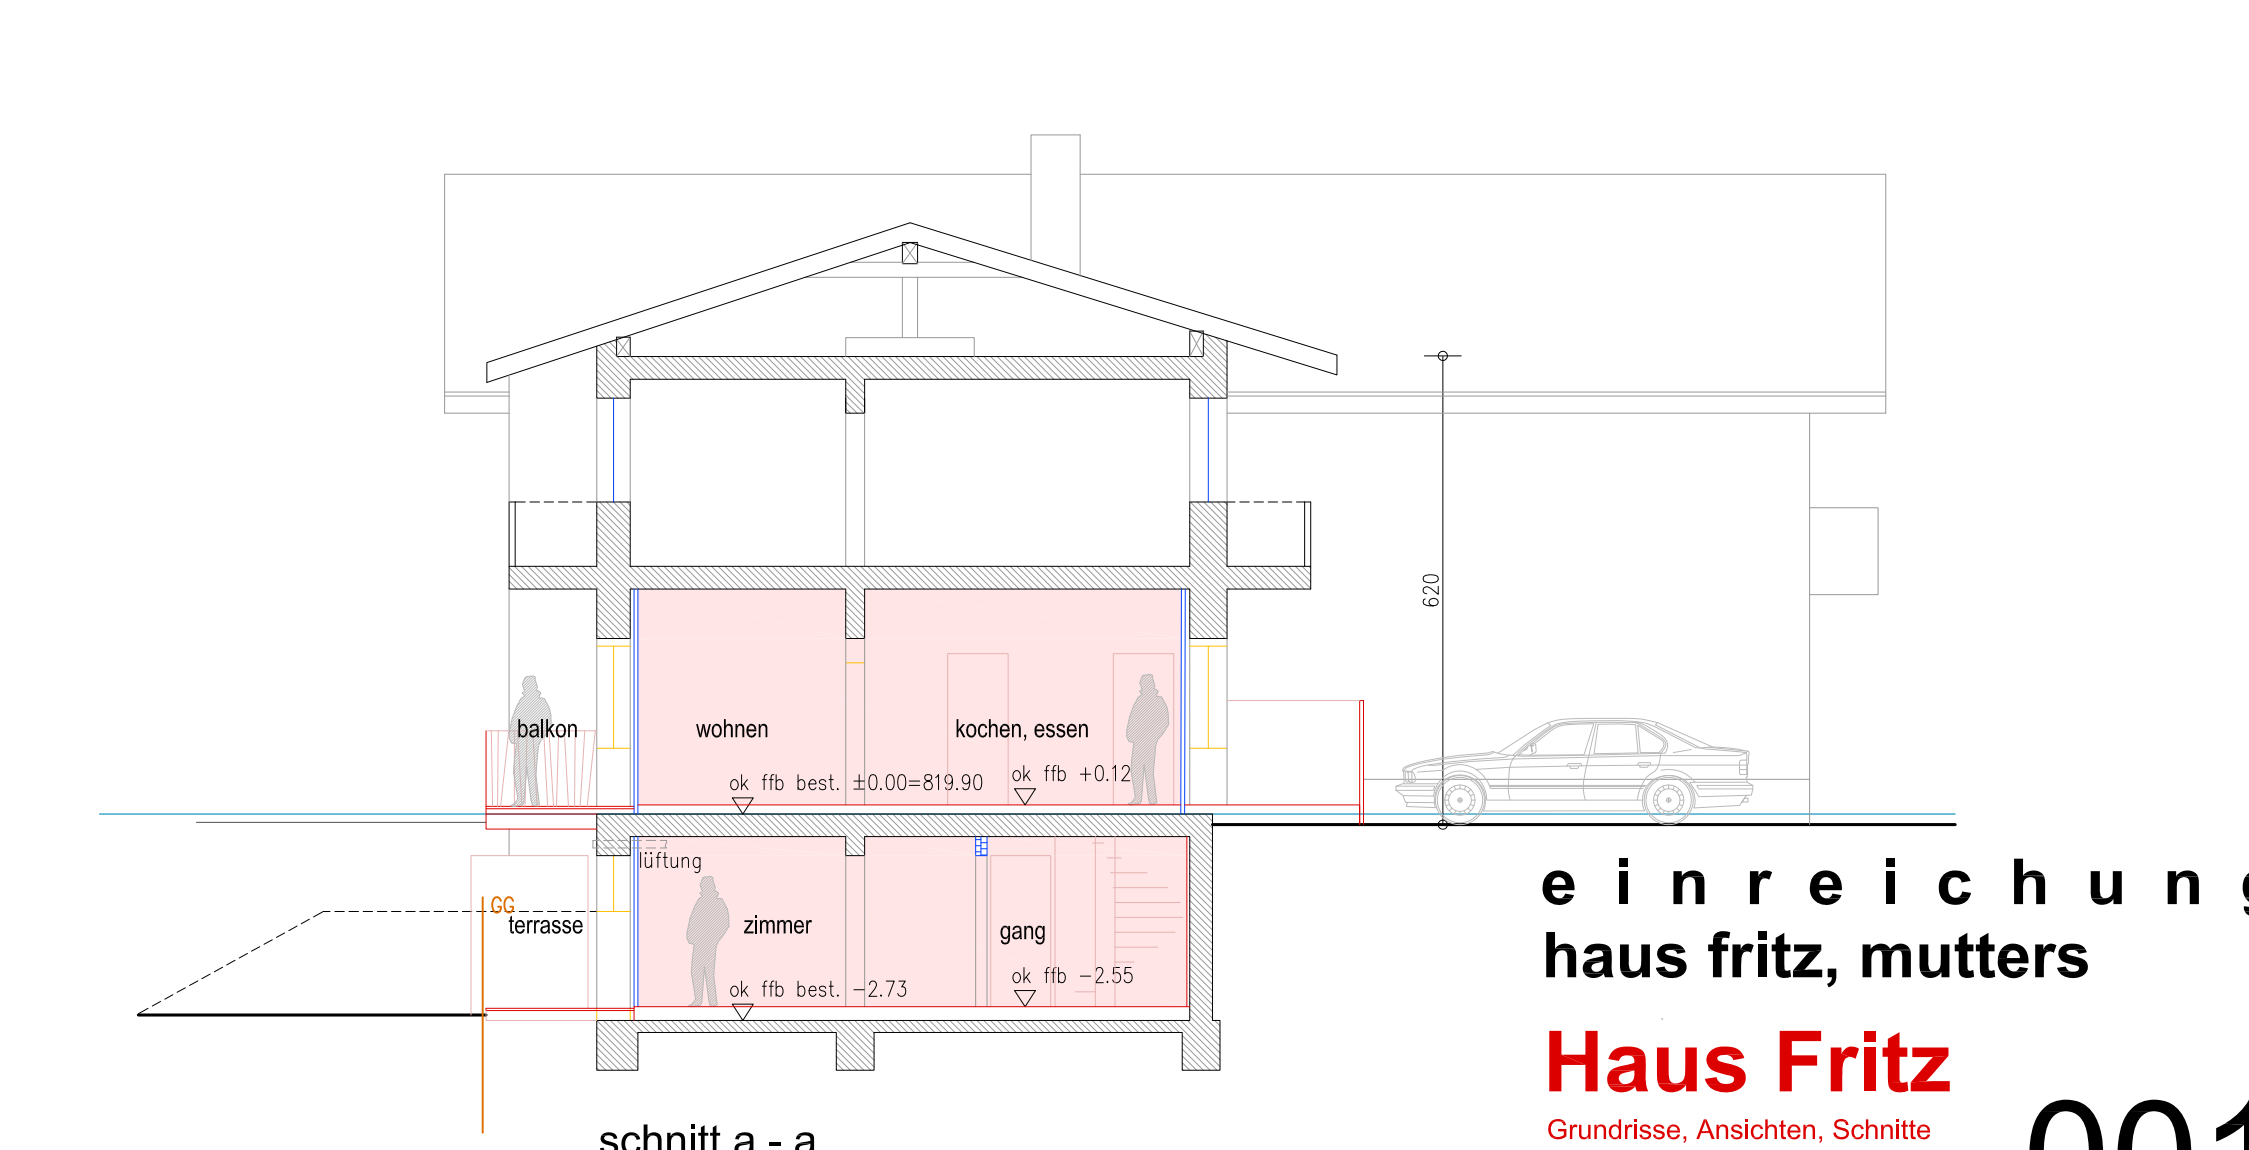 620
balkon
wohnen
kochen, essen
ok ffb best. ±0.00=819.90
ok ffb +0.12
lüftung
GG
terrasse
zimmer
gang
ok ffb best. -2.73
ok ffb -2.55
einreichung
haus fritz, mutters
Haus Fritz
Grundrisse, Ansichten, Schnitte
001
schnitt a - a